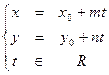 x = x₀ + mt
y = y₀ + nt
t ∈ R